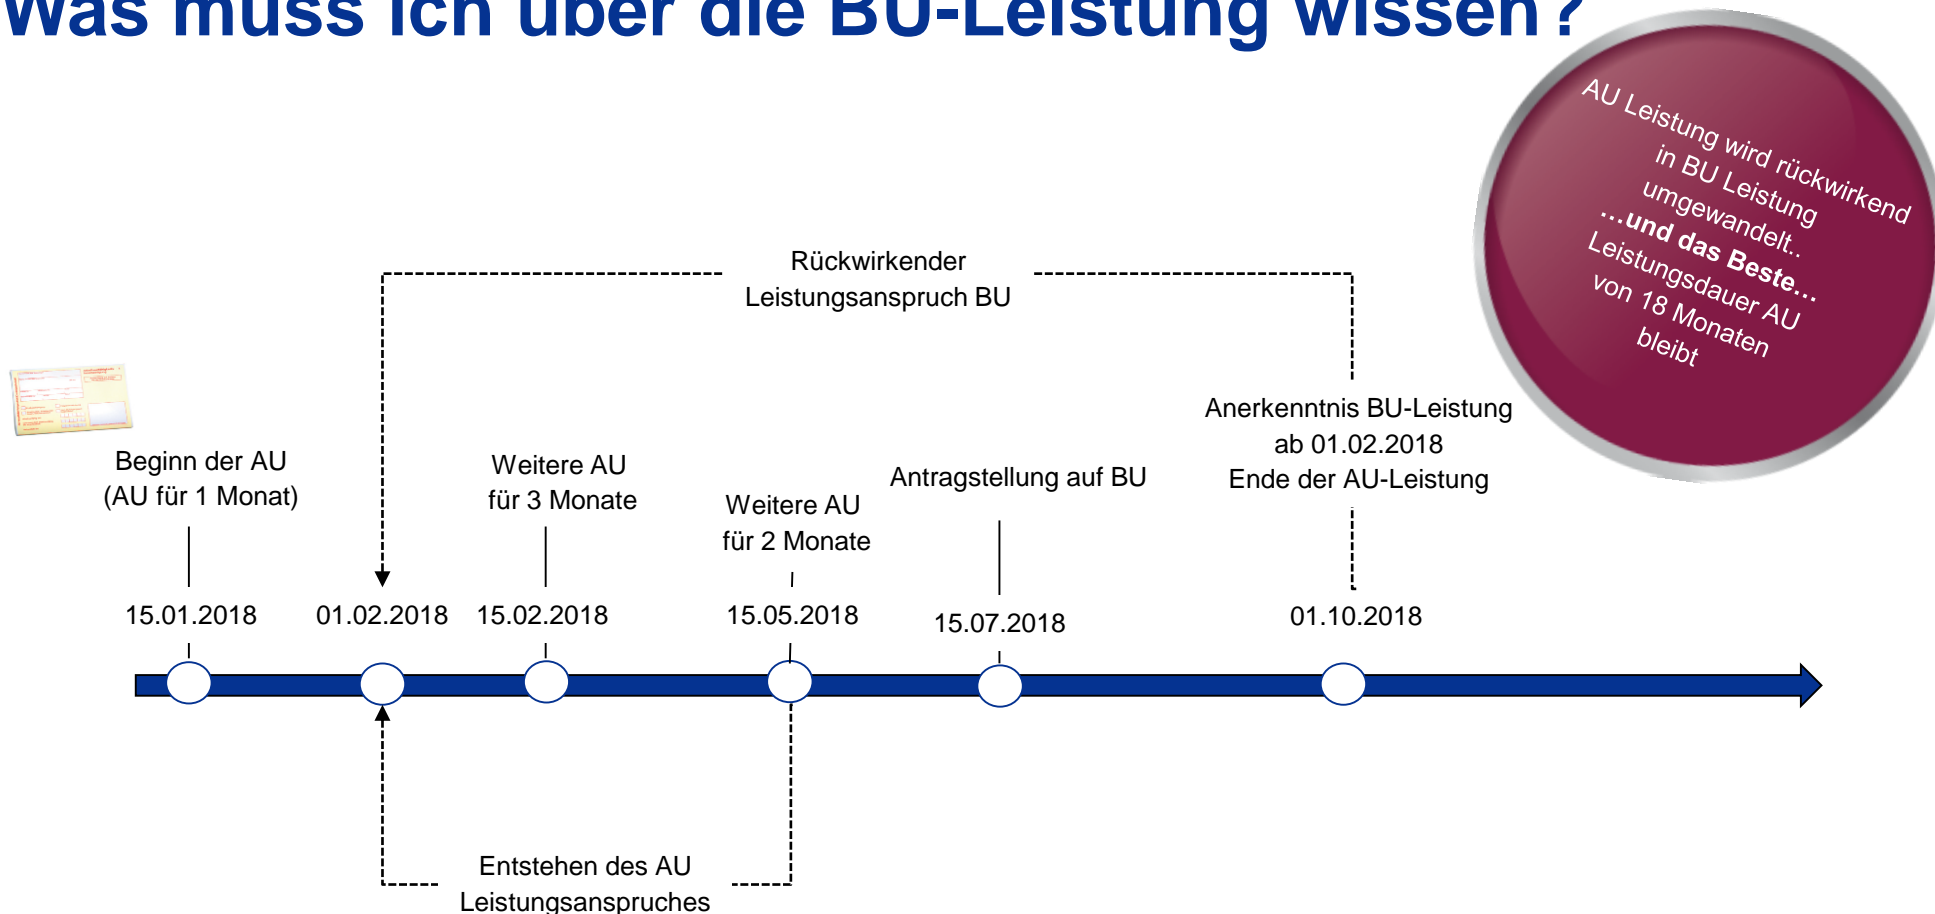 Was muss ich über die BU-Leistung wissen?
AU Leistung wird rückwirkend
in BU Leistung
umgewandelt..
…und das Beste…
Leistungsdauer AU
von 18 Monaten
bleibt
Rückwirkender
Leistungsanspruch BU
Anerkenntnis BU-Leistung
ab 01.02.2018
Ende der AU-Leistung
Beginn der AU
(AU für 1 Monat)
Weitere AU
für 3 Monate
Weitere AU
für 2 Monate
Antragstellung auf BU
15.01.2018
01.02.2018
15.02.2018
15.05.2018
15.07.2018
01.10.2018
Entstehen des AU
Leistungsanspruches